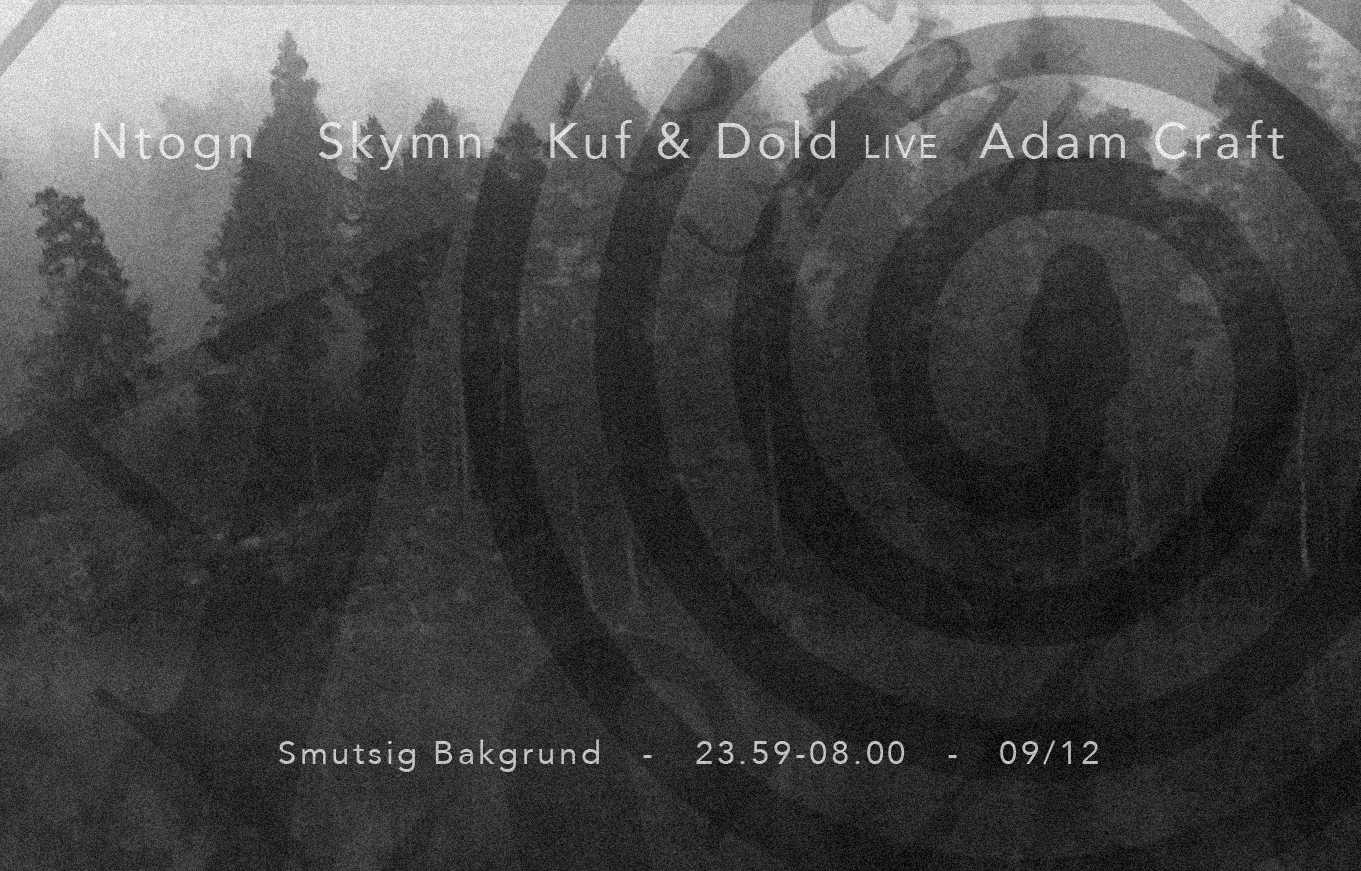 Ntogn Skymn Kuf & Dold LIVE Adam Craft
Smutsig Bakgrund - 23.59-08.00 - 09/12